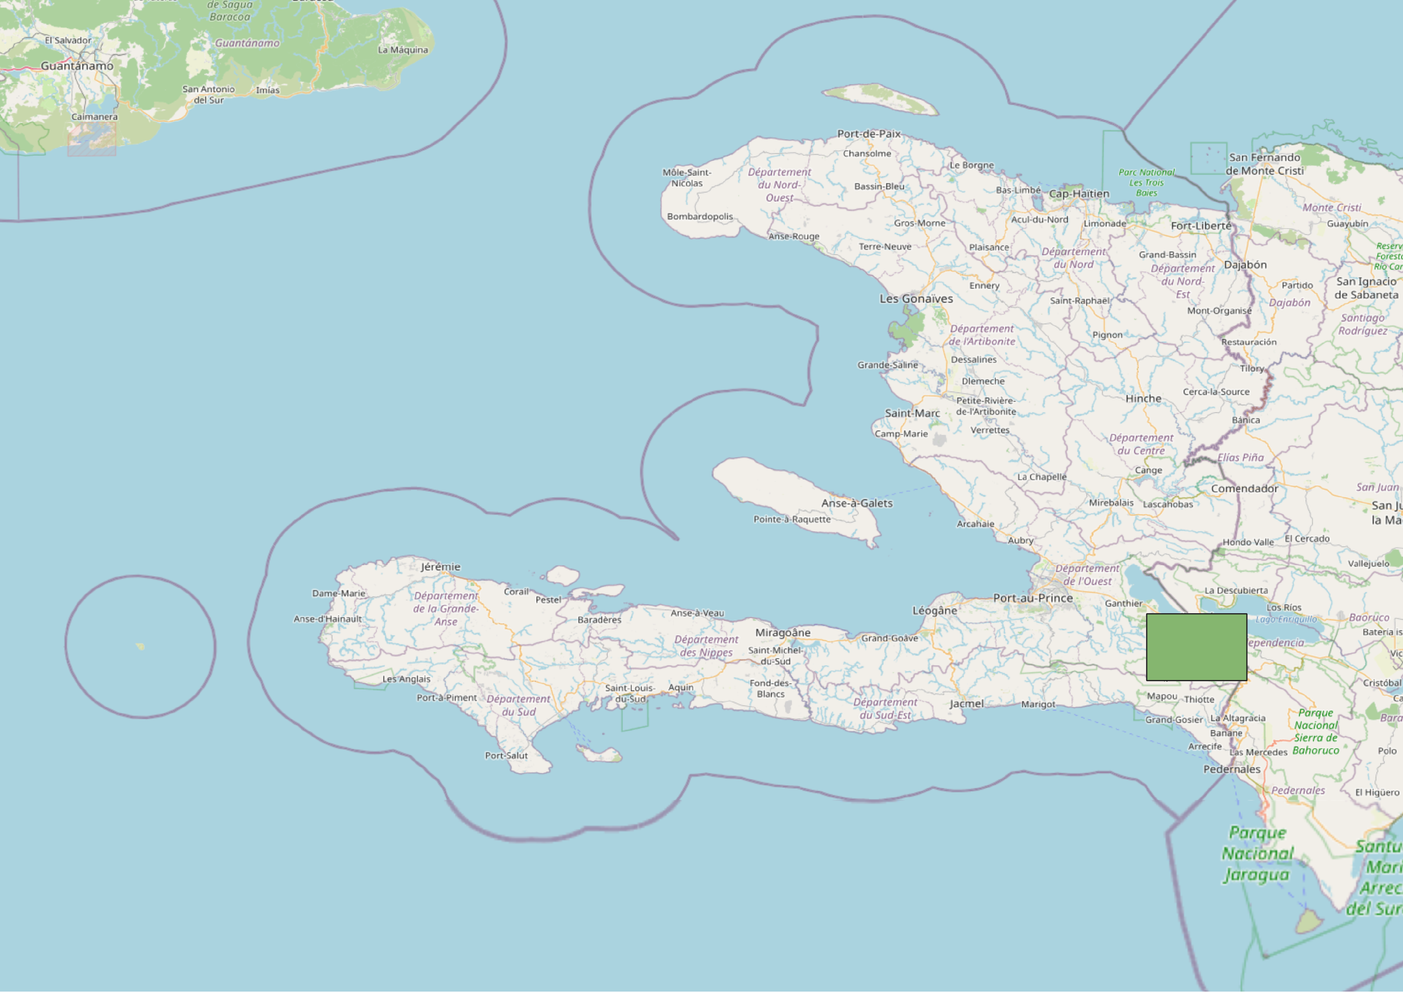 de Sagua
Baracoa
El Salvador
Guantánamo
La Máquina
Guantánamo
San Antonio
del Sur
Imías
Caimanera
Port-de-Paix
Chansolme
Le Borgne
San Fernando
de Monte Cristi
Môle-Saint-
Nicolas
Département
du Nord-
Ouest
Bassin-Bleu
Bas-Limbé
Cap-Haïtien
Parc National
Les Trois
Baies
Bombardopolis
Gros-Morne
Acul-du-Nord
Limonade
Fort-Liberté
Monte Cristi
Guayubín
Anse-Rouge
Terre-Neuve
Plaisance
Département
du Nord
Grand-Bassin
Département
du Nord-
Est
Dajabón
Ennery
Partido
San Ignacio
de Sabaneta
Les Gonaïves
Saint-Raphaël
Dajabón
Mont-Organisé
Santiago
Rodríguez
Département
de l'Artibonite
Pignon
Restauración
Grande-Saline
Dessalines
Tilory
Dlemeche
Cerca-la-Source
Hinche
Petite-Rivière-
de-l'Artibonite
Saint-Marc
Bánica
Verrettes
Camp-Marie
Département
du Centre
Elías Piña
Cange
La Chapelle
Comendador
San Juan
Anse-à-Galets
Mirebalais
Lascahobas
Pointe-à-Raquette
Arcahaie
Aubry
Hondo Valle
El Cercado
Vallejuelo
Jérémie
Département
de l'Ouest
Dame-Marie
Corail
Pestel
Département
de la Grande-
Anse
Port-au-Prince
Ganthier
La Descubierta
Los Ríos
Lago Enriquillo
Baoruco
Anse-d'Hainault
Baradères
Anse-à-Veau
Léogâne
Miragoâne
Grand-Goâve
Département
des Nippes
Saint-Michel-
du-Sud
Les Anglais
Saint-Louis-
du-Sud
Aquin
Fond-des-
Blancs
Port-à-Piment
Département
du Sud
Département
du Sud-Est
Jacmel
Marigot
Mapou
Thiotte
Grand-Gosier
La Altagracia
Banane
Arrecife
Las Mercedes
Parque
Nacional
Sierra de
Bahoruco
Polo
Port-Salut
Pedernales
Pedernales
El Higüero
Parque
Nacional
Jaragua